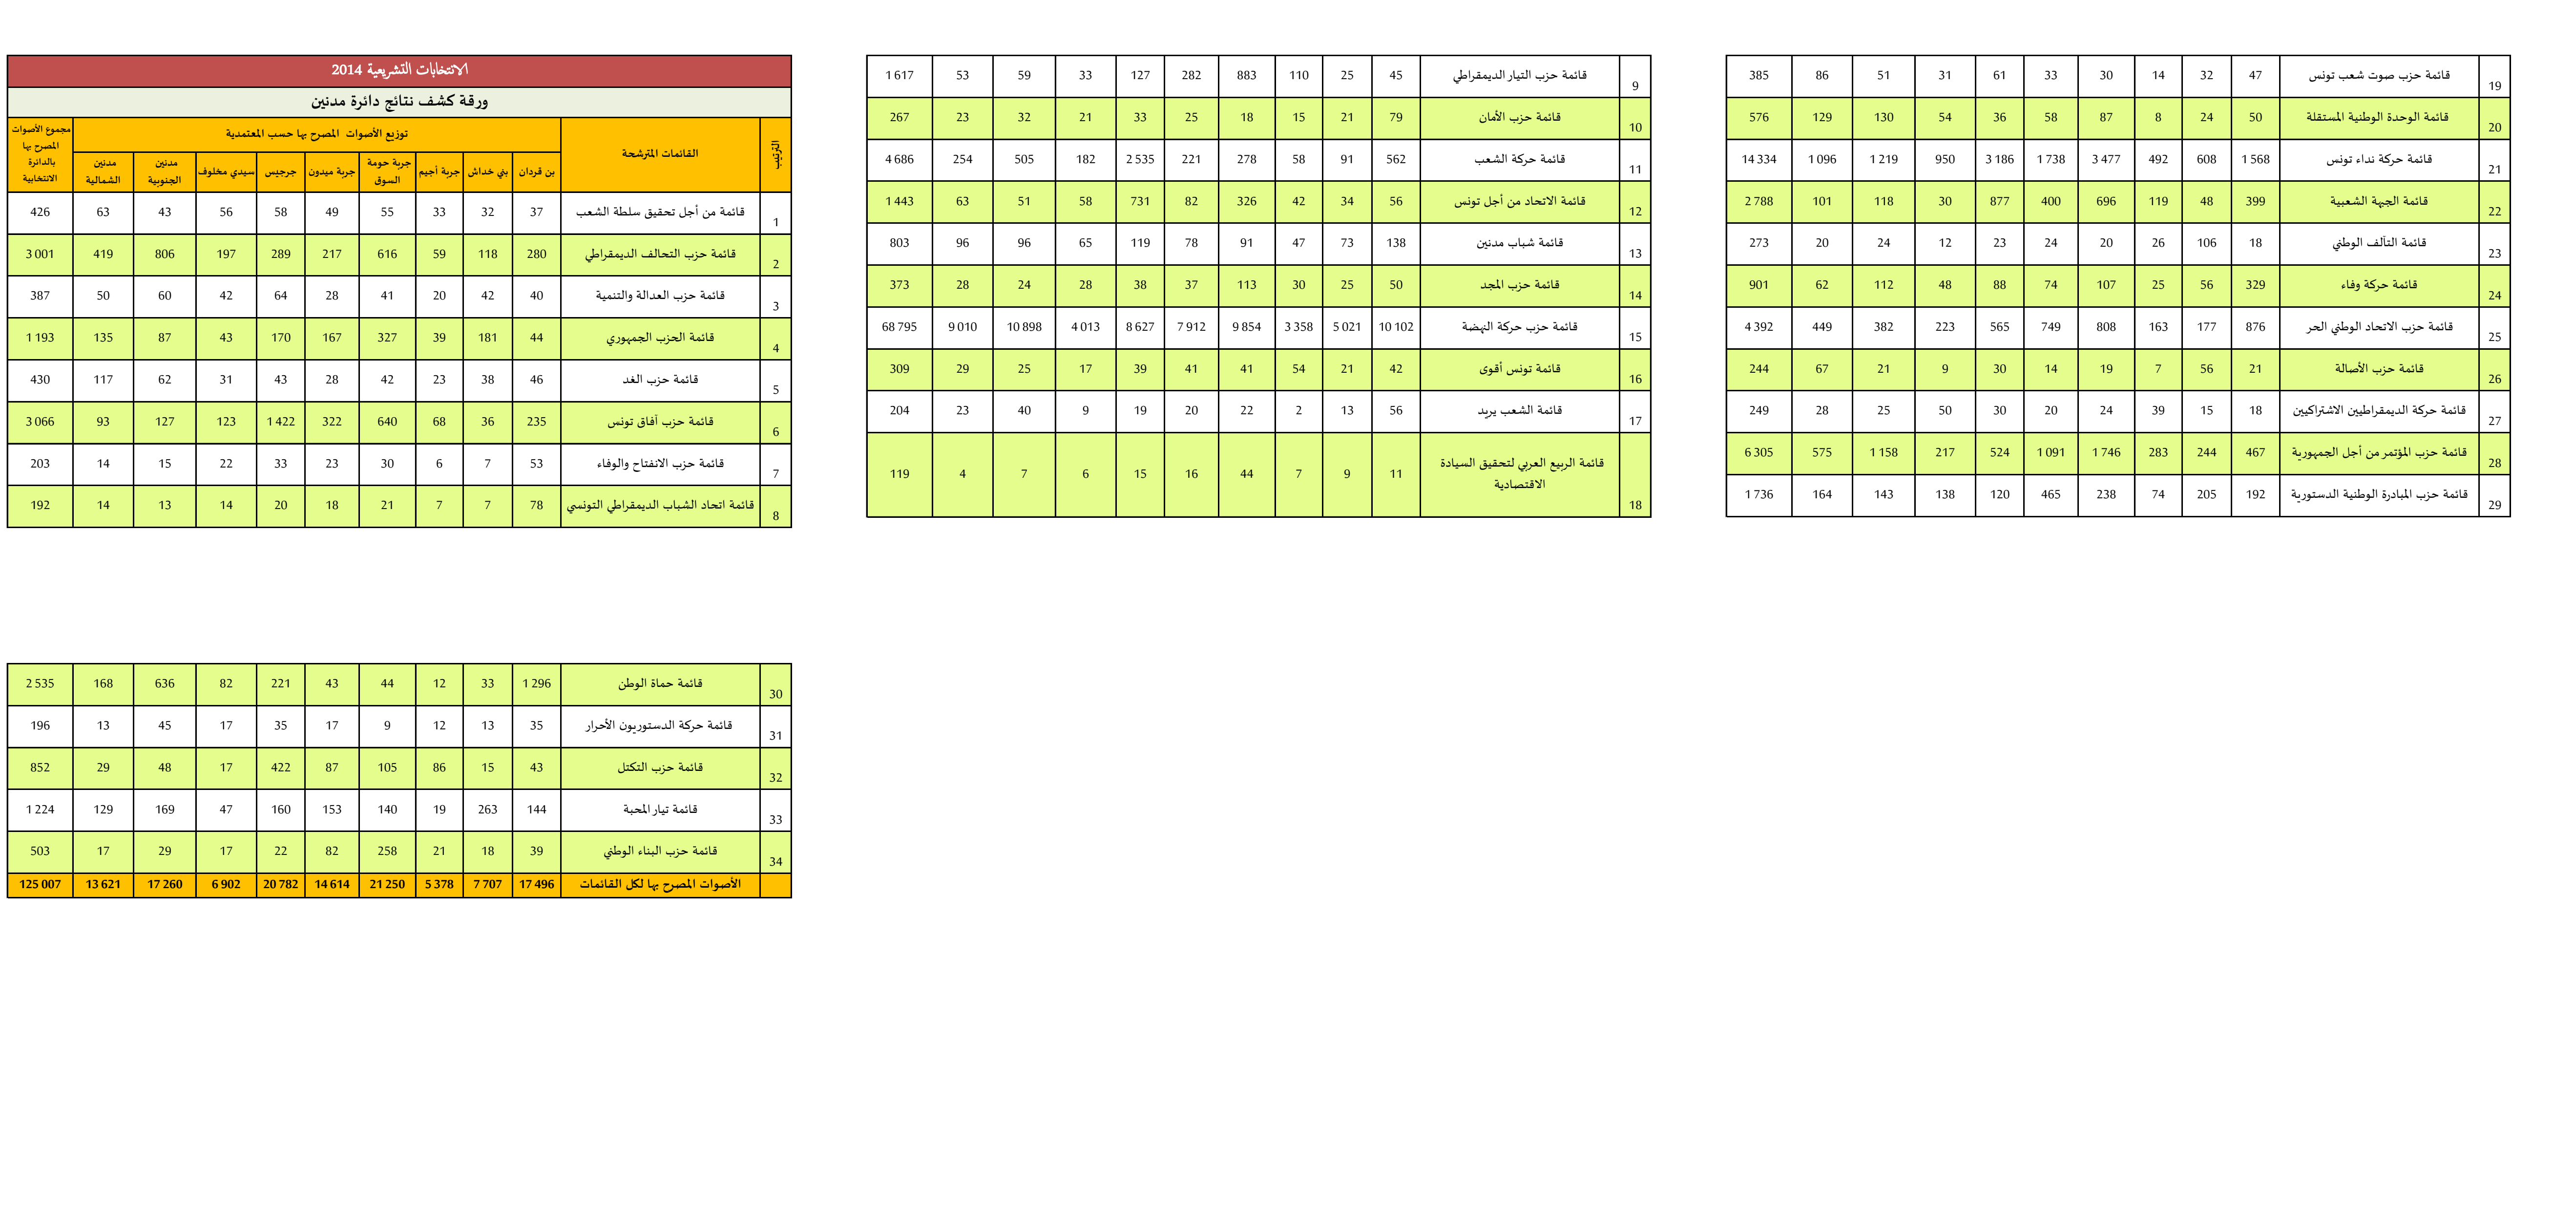 الانتخابات التشريعية 2014
ورقة كشف نتائج دائرة مدنين
الترتيب القائمات المترشحة توزيع الأصوات المصرح بها حسب المعتمدية مجموع الأصوات المصرح بها بالدائرة الانتخابية
بن قردان بني خداش جربة أجيم جربة حومة السوق جربة ميدون جرجيس سيدي مخلوف مدنين الجنوبية مدنين الشمالية
1 قائمة من أجل تحقيق سلطة الشعب 37 32 33 55 49 58 56 43 63 426
2 قائمة حزب التحالف الديمقراطي 280 118 59 616 217 289 197 806 419 3 001
3 قائمة حزب العدالة والتنمية 40 42 20 41 28 64 42 60 50 387
4 قائمة الحزب الجمهوري 44 181 39 327 167 170 43 87 135 1 193
5 قائمة حزب الغد 46 38 23 42 28 43 31 62 117 430
6 قائمة حزب آفاق تونس 235 36 68 640 322 1 422 123 127 93 3 066
7 قائمة حزب الانفتاح والوفاء 53 7 6 30 23 33 22 15 14 203
8 قائمة اتحاد الشباب الديمقراطي التونسي 78 7 7 21 18 20 14 13 14 192
9 قائمة حزب التيار الديمقراطي 45 25 110 883 282 127 33 59 53 1 617
10 قائمة حزب الأمان 79 21 15 18 25 33 21 32 23 267
11 قائمة حركة الشعب 562 91 58 278 221 2 535 182 505 254 4 686
12 قائمة الاتحاد من أجل تونس 56 34 42 326 82 731 58 51 63 1 443
13 قائمة شباب مدنين 138 73 47 91 78 119 65 96 96 803
14 قائمة حزب المجد 50 25 30 113 37 38 28 24 28 373
15 قائمة حزب حركة النهضة 10 102 5 021 3 358 9 854 7 912 8 627 4 013 10 898 9 010 68 795
16 قائمة تونس أقوى 42 21 54 41 41 39 17 25 29 309
17 قائمة الشعب يريد 56 13 2 22 20 19 9 40 23 204
18 قائمة الربيع العربي لتحقيق السيادة الاقتصادية 11 9 7 44 16 15 6 7 4 119
19 قائمة حزب صوت شعب تونس 47 32 14 30 33 61 31 51 86 385
20 قائمة الوحدة الوطنية المستقلة 50 24 8 87 58 36 54 130 129 576
21 قائمة حركة نداء تونس 1 568 608 492 3 477 1 738 3 186 950 1 219 1 096 14 334
22 قائمة الجبهة الشعبية 399 48 119 696 400 877 30 118 101 2 788
23 قائمة التآلف الوطني 18 106 26 20 24 23 12 24 20 273
24 قائمة حركة وفاء 329 56 25 107 74 88 48 112 62 901
25 قائمة حزب الاتحاد الوطني الحر 876 177 163 808 749 565 223 382 449 4 392
26 قائمة حزب الأصالة 21 56 7 19 14 30 9 21 67 244
27 قائمة حركة الديمقراطيين الاشتراكيين 18 15 39 24 20 30 50 25 28 249
28 قائمة حزب المؤتمر من أجل الجمهورية 467 244 283 1 746 1 091 524 217 1 158 575 6 305
29 قائمة حزب المبادرة الوطنية الدستورية 192 205 74 238 465 120 138 143 164 1 736
30 قائمة حماة الوطن 1 296 33 12 44 43 221 82 636 168 2 535
31 قائمة حركة الدستوريون الأحرار 35 13 12 9 17 35 17 45 13 196
32 قائمة حزب التكتل 43 15 86 105 87 422 17 48 29 852
33 قائمة تيار المحبة 144 263 19 140 153 160 47 169 129 1 224
34 قائمة حزب البناء الوطني 39 18 21 258 82 22 17 29 17 503
الأصوات المصرح بها لكل القائمات 17 496 7 707 5 378 21 250 14 614 20 782 6 902 17 260 13 621 125 007